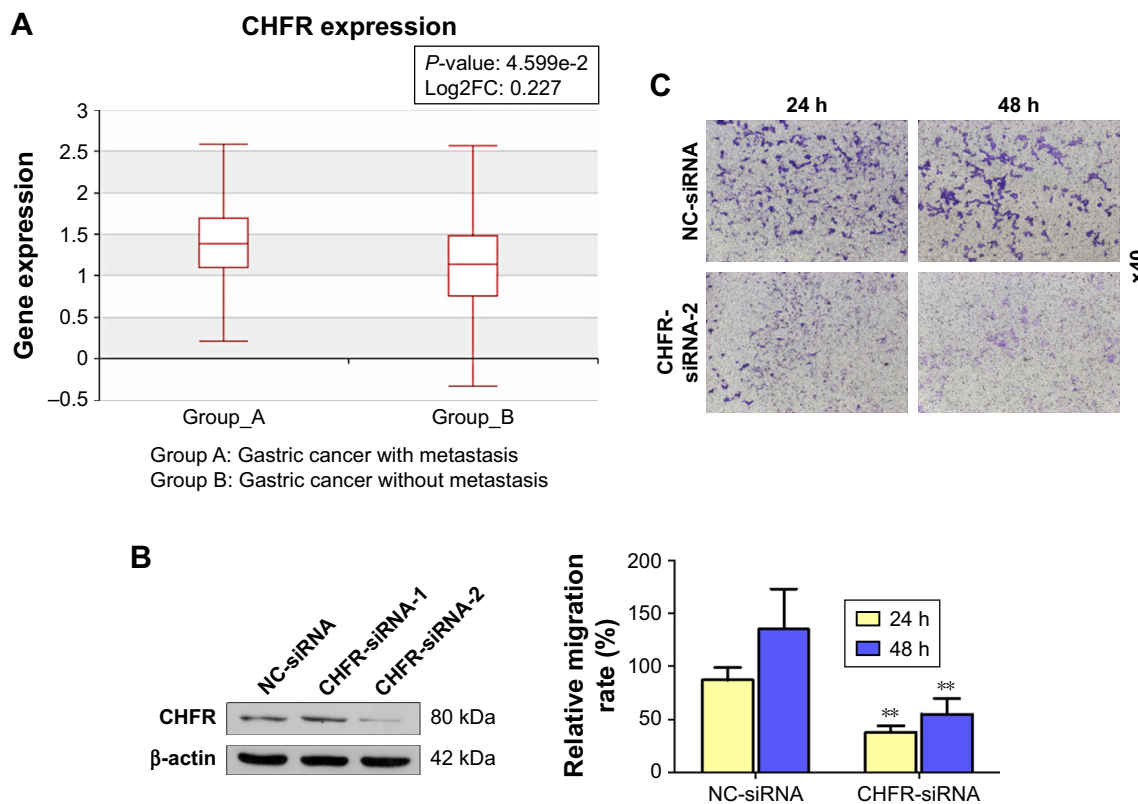 A
CHFR expression
P-value: 4.599e-2
Log2FC: 0.227
Gene expression
3
2.5
2
1.5
1
0.5
0
–0.5
Group_A
Group_B
Group A: Gastric cancer with metastasis
Group B: Gastric cancer without metastasis
C
24 h
48 h
NC-siRNA
CHFR-
siRNA-2
×40
B
NC-siRNA
CHFR-siRNA-1
CHFR-siRNA-2
CHFR
80 kDa
β-actin
42 kDa
Relative migration
rate (%)
200
150
100
50
0
24 h
48 h
**
**
NC-siRNA
CHFR-siRNA